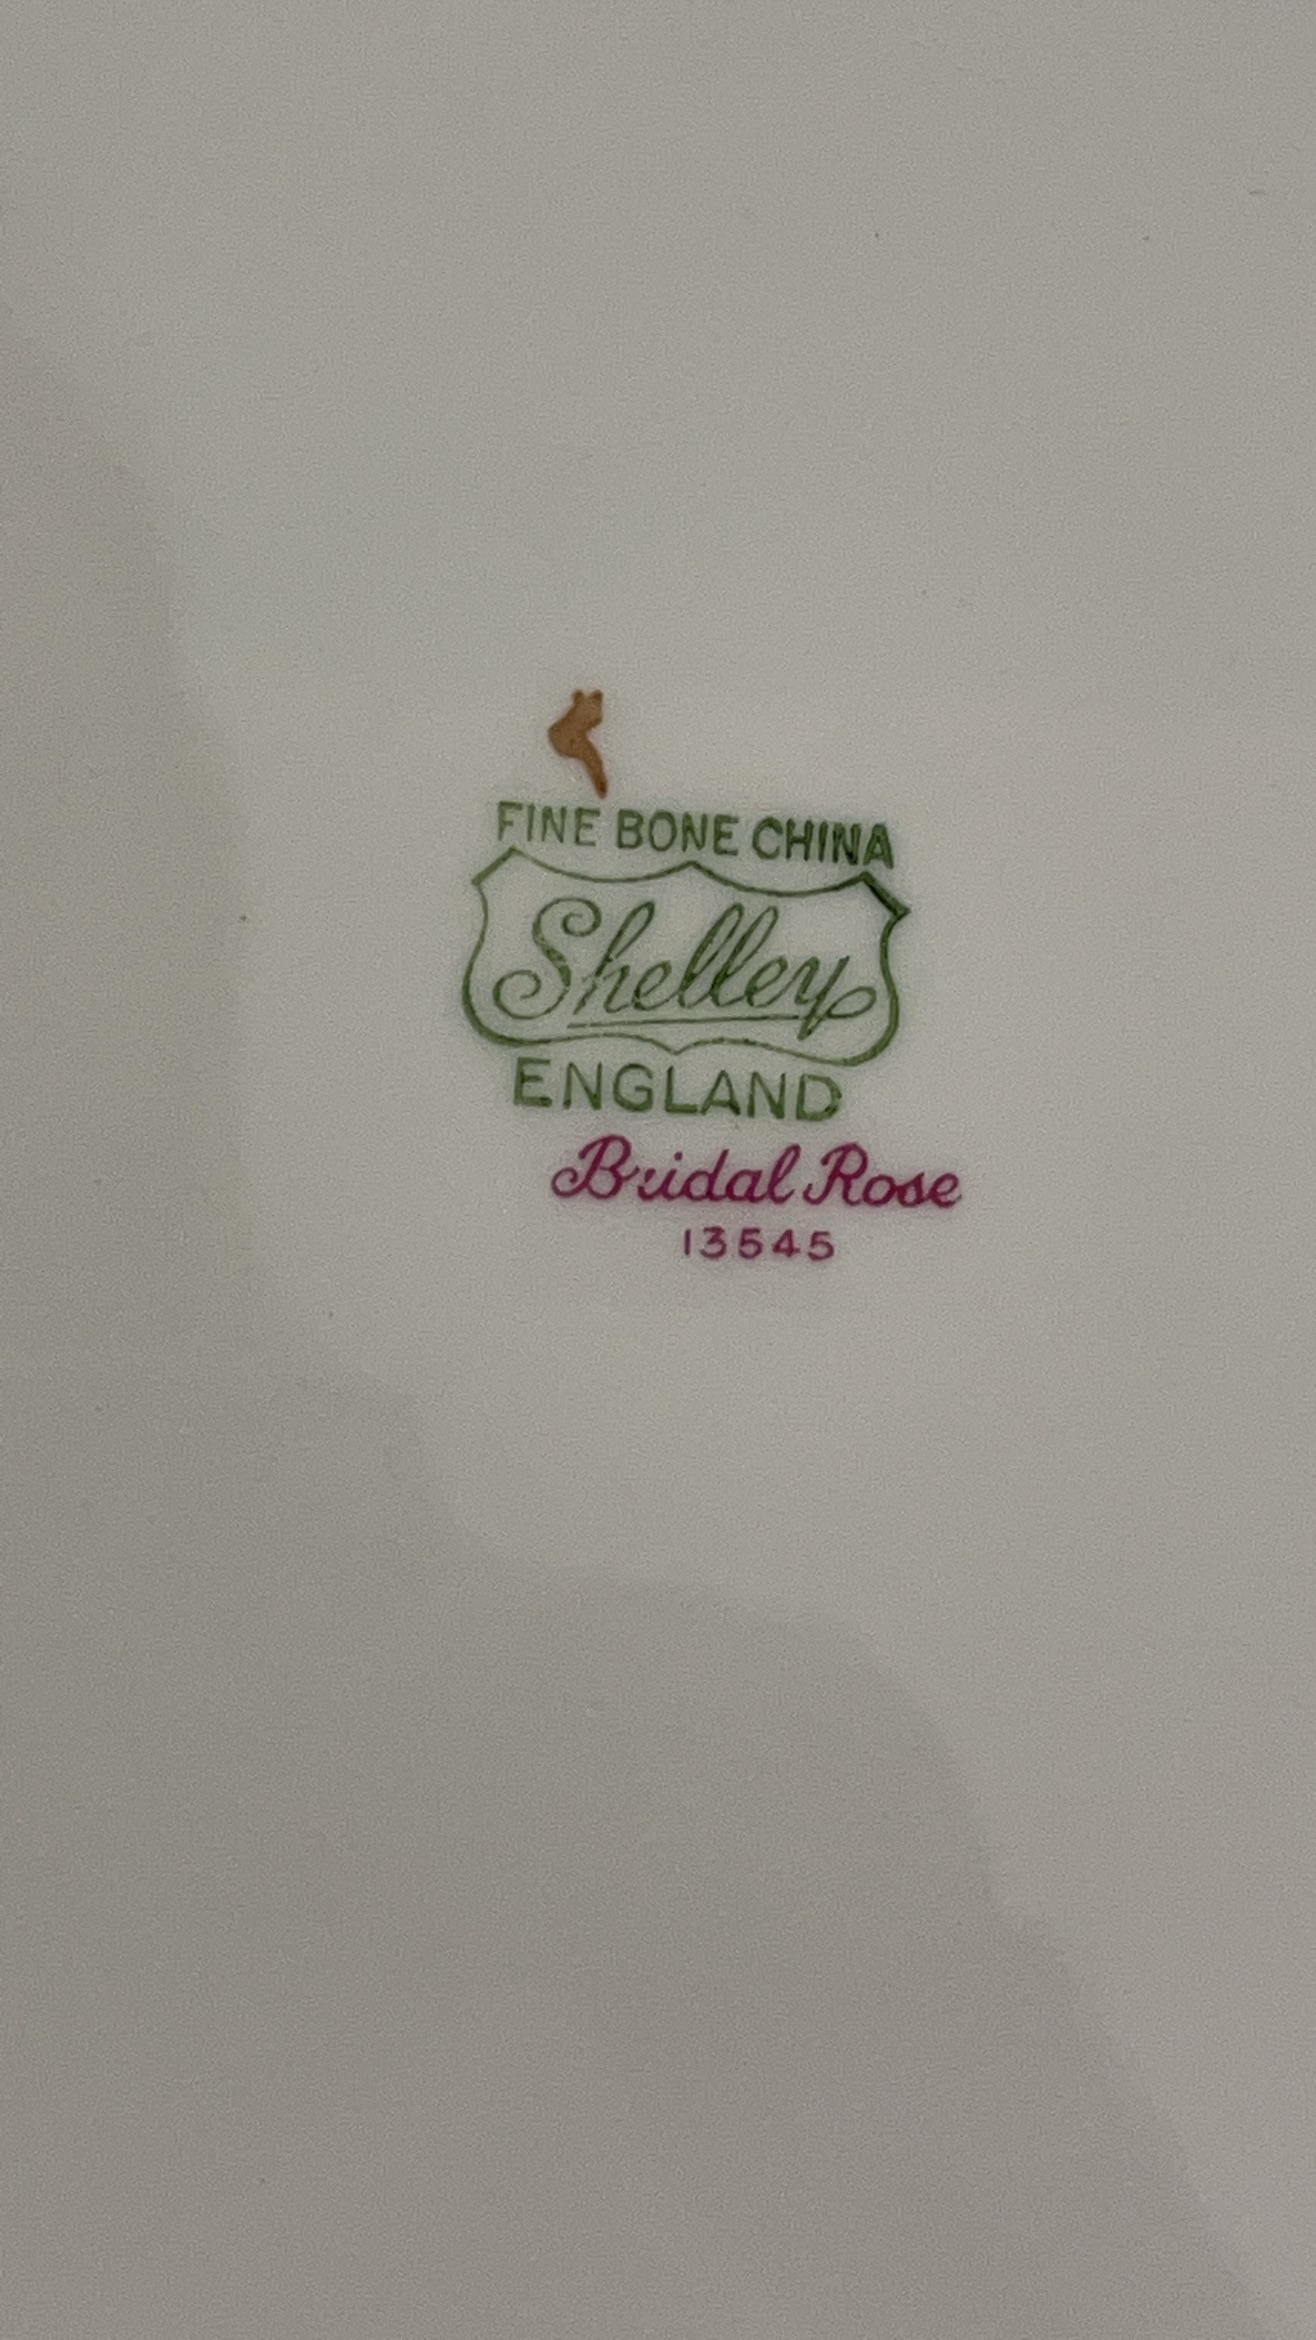 FINE BONE CHINA
Shelley
ENGLAND
Bridal Rose
13545